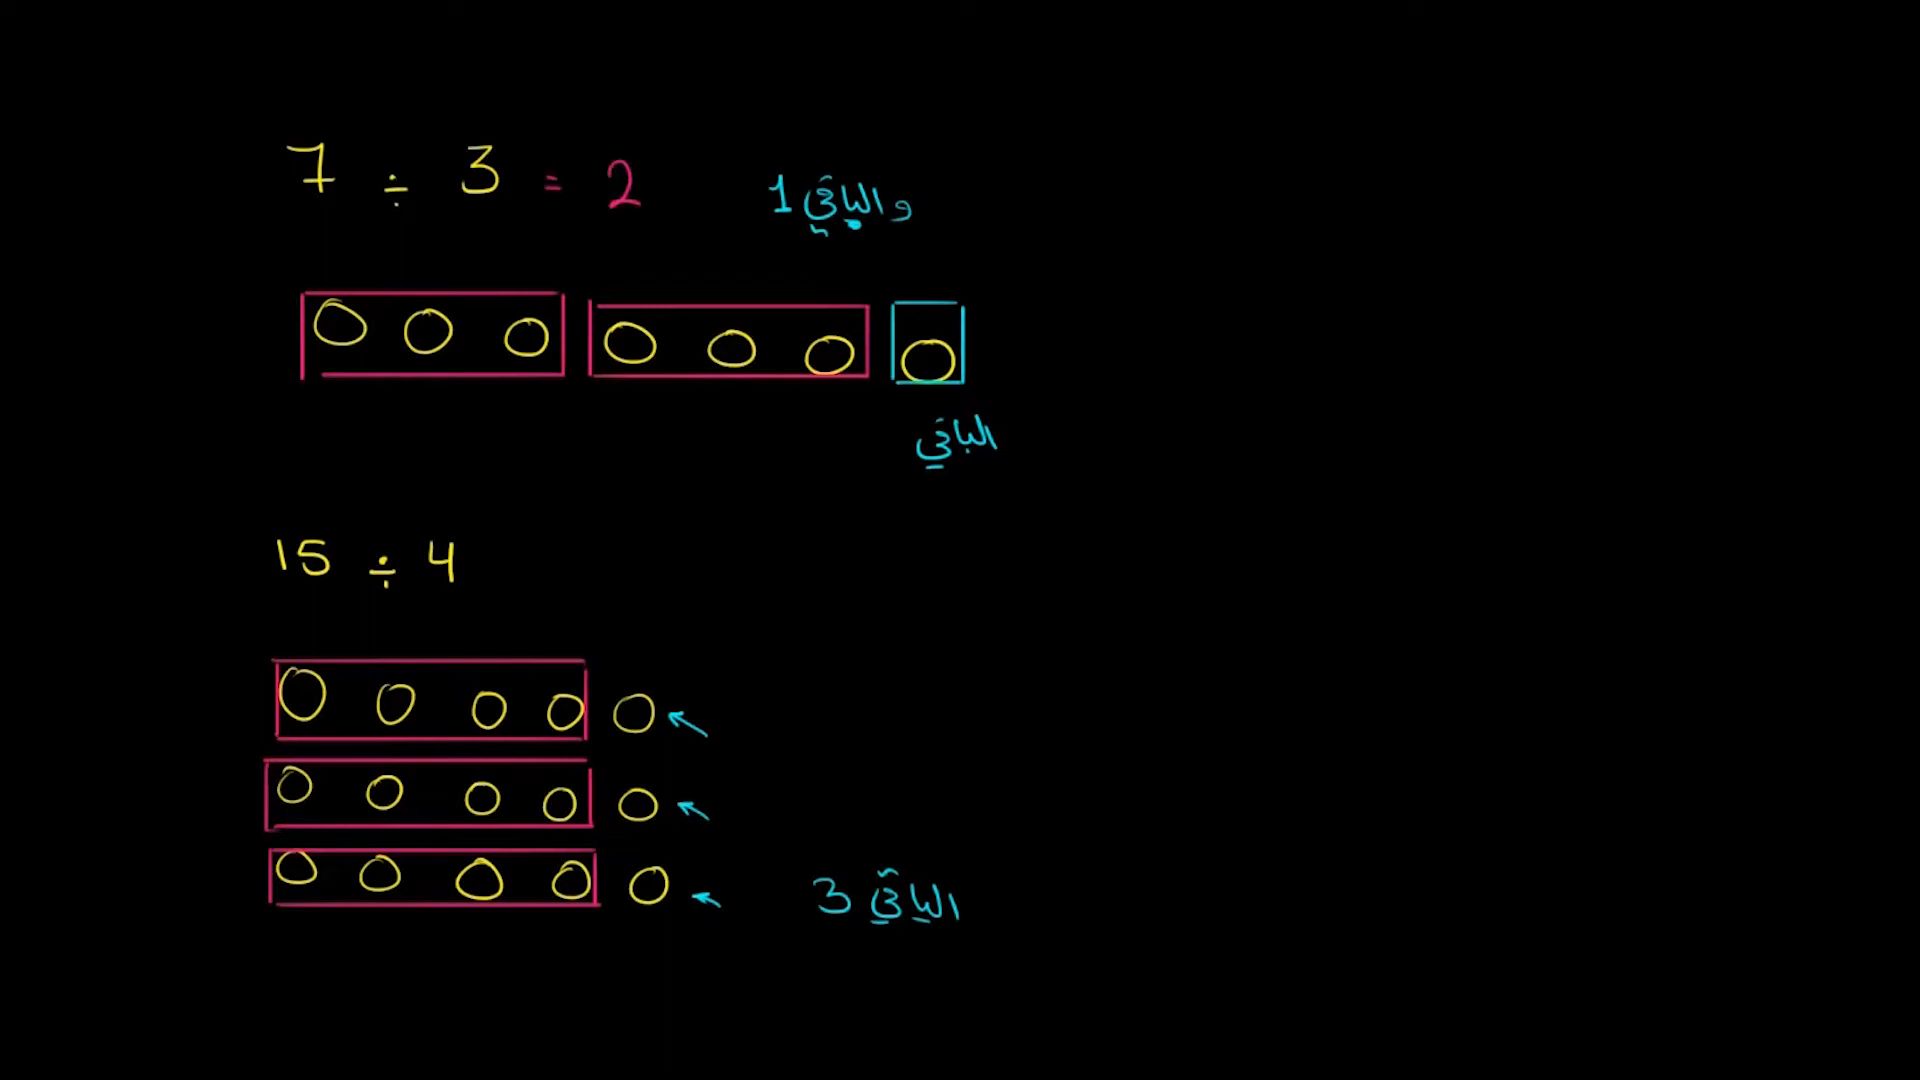 7 ÷ 3 = 2 والباقي 1
الباقي
15 ÷ 4
الباقي 3